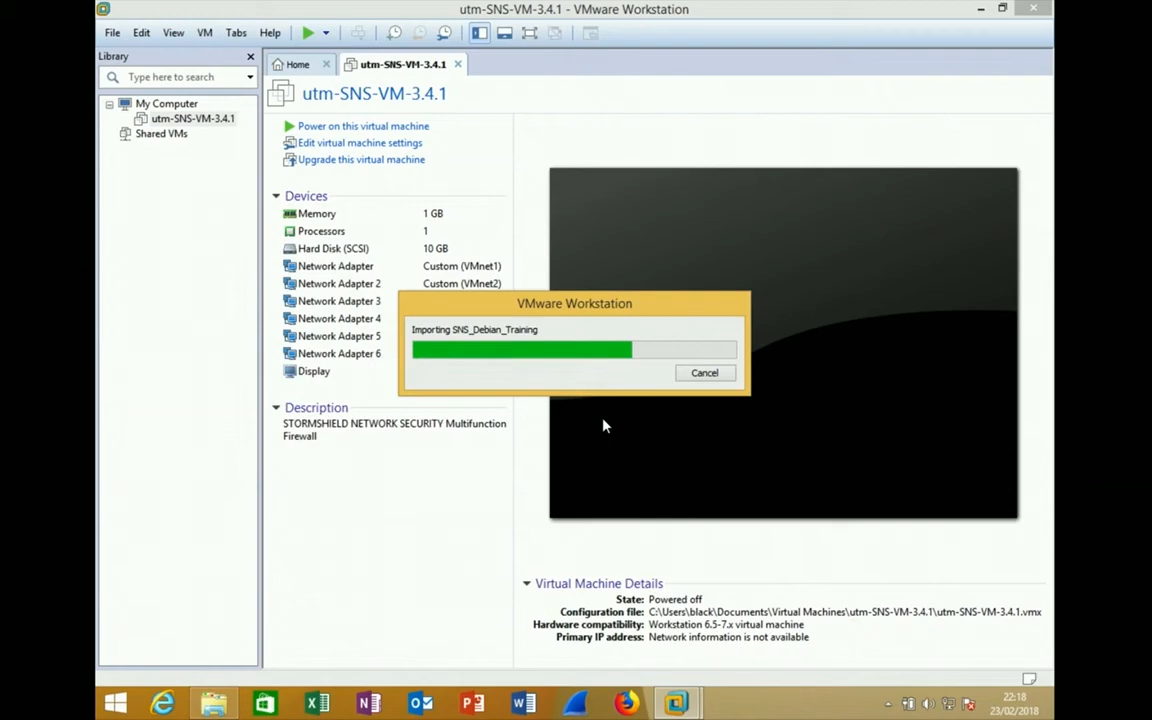 utm-SNS-VM-3.4.1 - VMware Workstation
File Edit View VM Tabs Help
Library
Type here to search
My Computer
utm-SNS-VM-3.4.1
Shared VMs
Home utm-SNS-VM-3.4.1
utm-SNS-VM-3.4.1
Power on this virtual machine
Edit virtual machine settings
Upgrade this virtual machine
Devices
Memory 1 GB
Processors 1
Hard Disk (SCSI) 10 GB
Network Adapter Custom (VMnet1)
Network Adapter 2 Custom (VMnet2)
Network Adapter 3
Network Adapter 4
Network Adapter 5
Network Adapter 6
Display
Description
STORMSHIELD NETWORK SECURITY Multifunction
Firewall
VMware Workstation
Importing SNS_Debian_Training
Cancel
Virtual Machine Details
State: Powered off
Configuration file: C:\Users\black\Documents\Virtual Machines\utm-SNS-VM-3.4.1\utm-SNS-VM-3.4.1.vmx
Hardware compatibility: Workstation 6.5-7.x virtual machine
Primary IP address: Network information is not available
22:18
23/02/2018